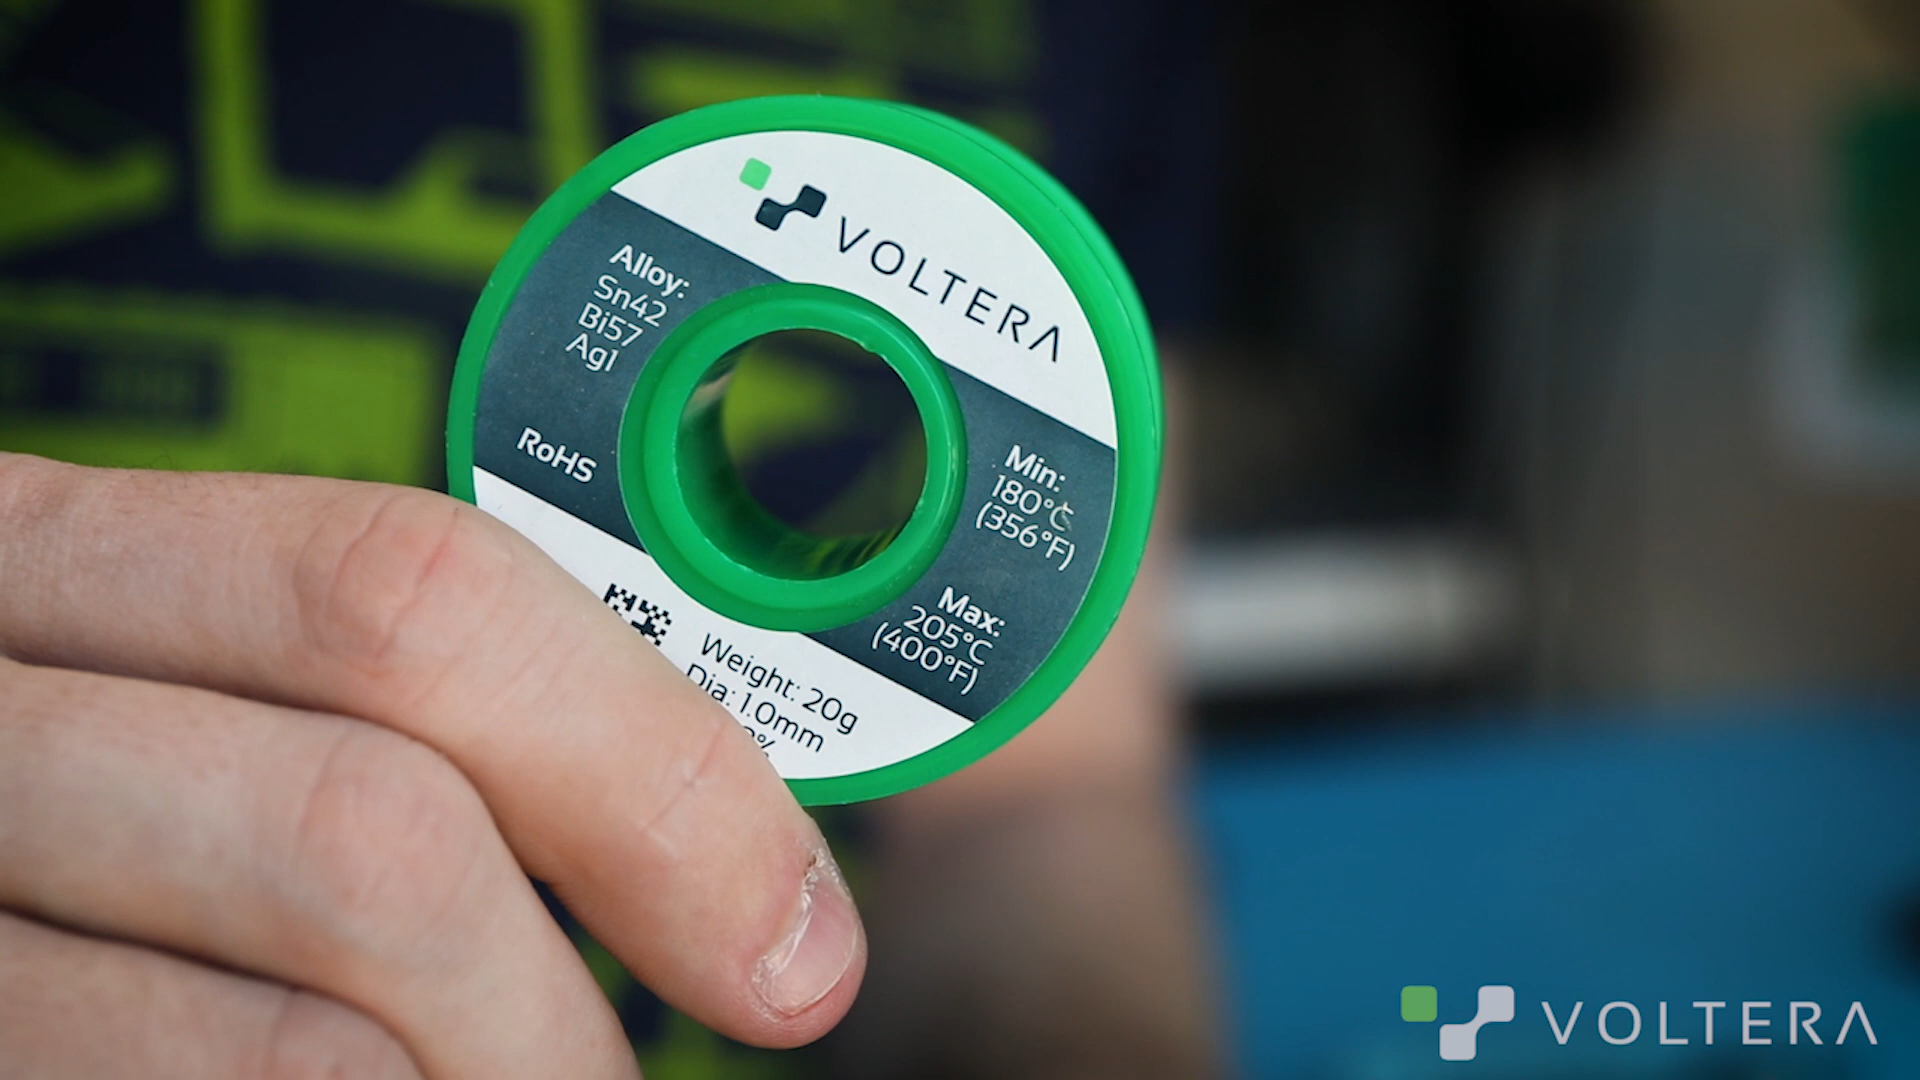 VOLTERA
Alloy:
Sn42
Bi57
Ag1
RoHS
Min:
180°C
(356°F)
Max:
205°C
(400°F)
Weight: 20g
Dia: 1.0mm
VOLTERA